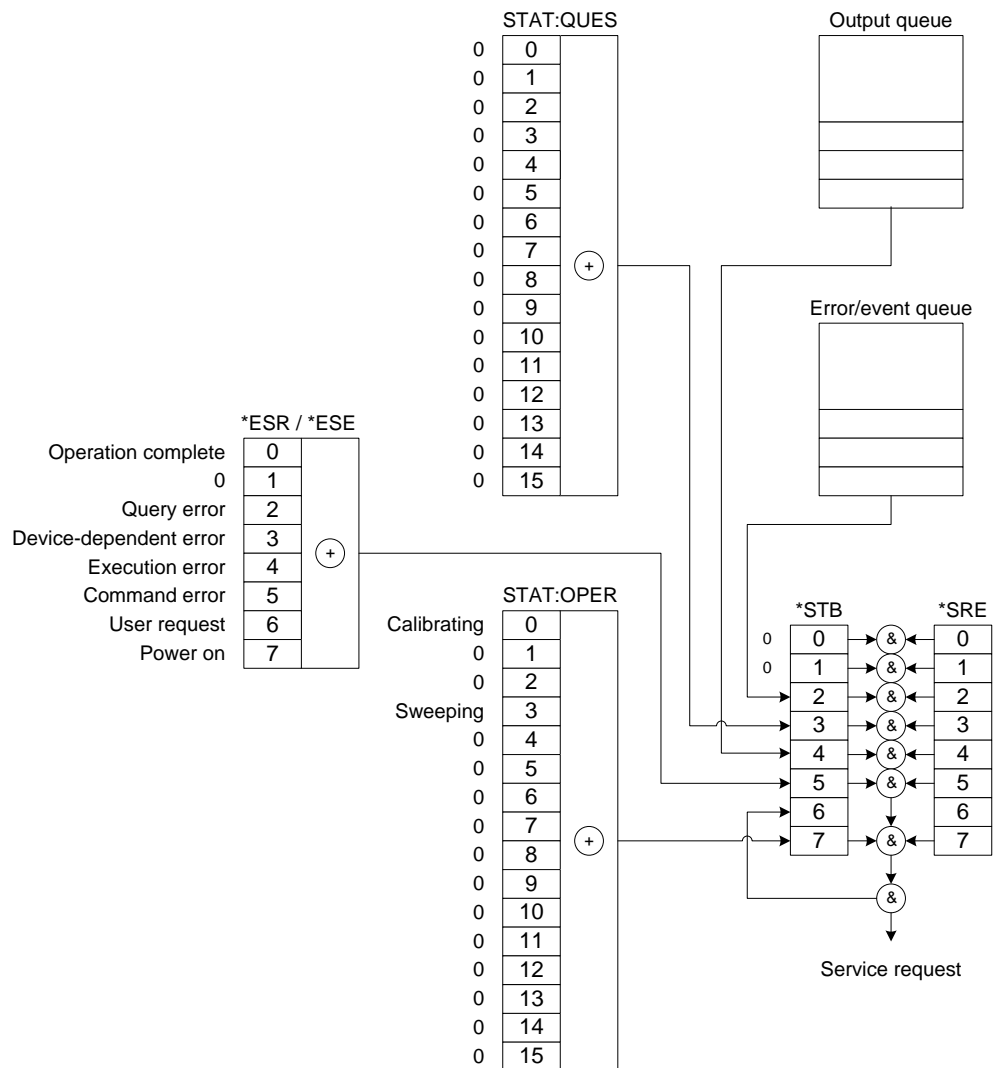 STAT:QUES
0 0
0 1
0 2
0 3
0 4
0 5
0 6
0 7
0 8
0 9
0 10
0 11
0 12
0 13
0 14
0 15
+
Output queue
Error/event queue
*ESR / *ESE
Operation complete 0
0 1
Query error 2
Device-dependent error 3
Execution error 4
Command error 5
User request 6
Power on 7
+
STAT:OPER
Calibrating 0
0 1
0 2
Sweeping 3
0 4
0 5
0 6
0 7
0 8
0 9
0 10
0 11
0 12
0 13
0 14
0 15
+
*STB *SRE
0 0 & 0
0 1 & 1
2 & 2
3 & 3
4 & 4
5 & 5
6 6
7 & 7
&
Service request